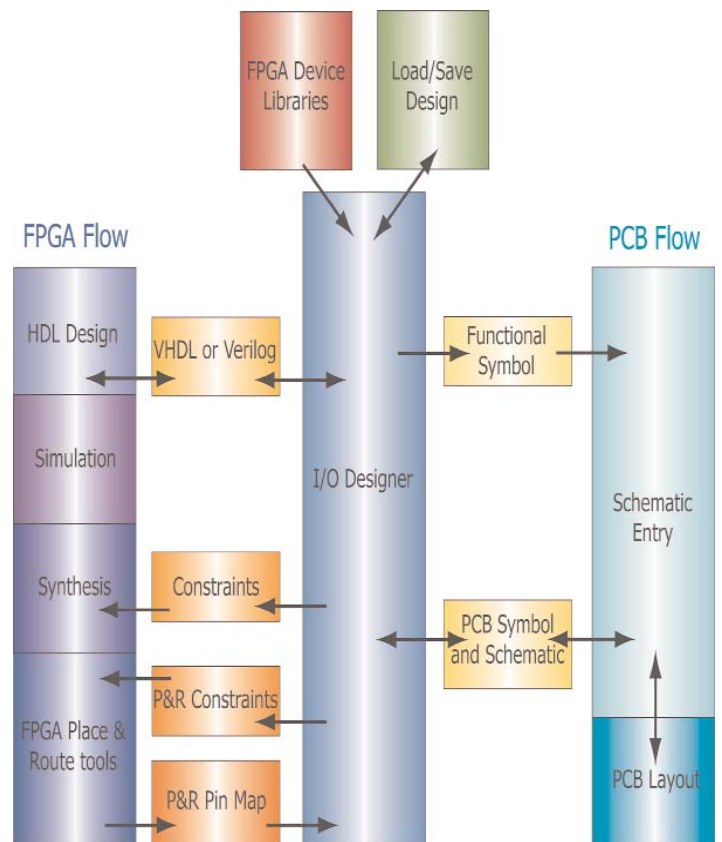 FPGA Device
Libraries
Load/Save
Design
FPGA Flow
PCB Flow
HDL Design
VHDL or Verilog
Functional
Symbol
Simulation
I/O Designer
Schematic
Entry
Synthesis
Constraints
PCB Symbol
and Schematic
P&R Constraints
FPGA Place &
Route tools
P&R Pin Map
PCB Layout